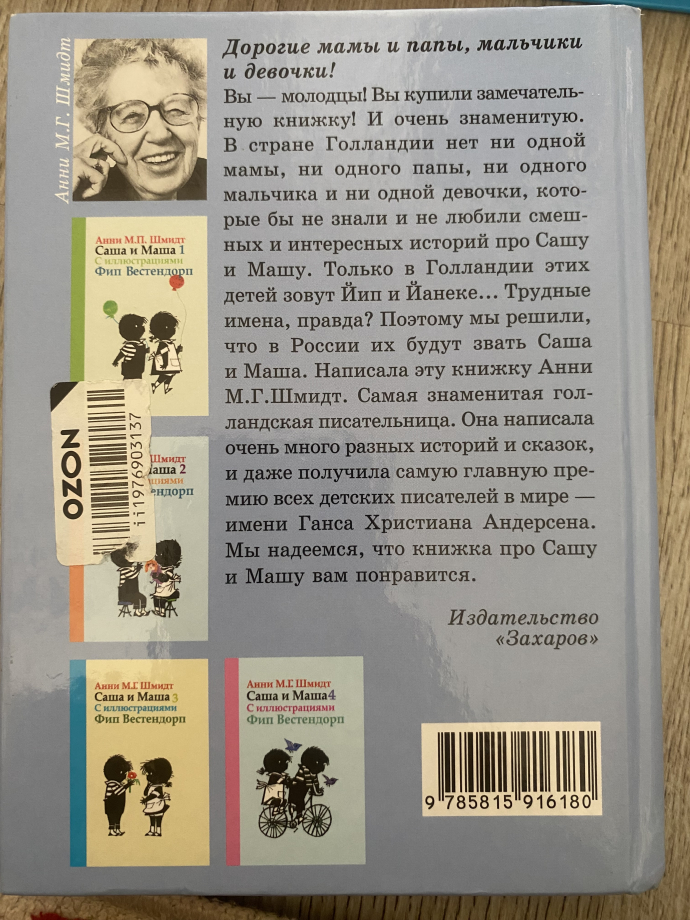 Анни М.Г. Шмидт
Дорогие мамы и папы, мальчики
и девочки!
Вы — молодцы! Вы купили замечатель-
ную книжку! И очень знаменитую.
В стране Голландии нет ни одной
мамы, ни одного папы, ни одного
мальчика и ни одной девочки, кото-
рые бы не знали и не любили смеш-
ных и интересных историй про Сашу
и Машу. Только в Голландии этих
детей зовут Йип и Йанеке... Трудные
имена, правда? Поэтому мы решили,
что в России их будут звать Саша
и Маша. Написала эту книжку Анни
М.Г.Шмидт. Самая знаменитая гол-
ландская писательница. Она написала
очень много разных историй и сказок,
и даже получила самую главную пре-
мию всех детских писателей в мире —
имени Ганса Христиана Андерсена.
Мы надеемся, что книжка про Сашу
и Машу вам понравится.
Издательство
«Захаров»
Анни М.П. Шмидт
Саша и Маша 1
С иллюстрациями
Фип Вестендорп
OZON
ii1976903137
Шмидт
2
Анни М.Г. Шмидт
Саша и Маша 3
С иллюстрациями
Фип Вестендорп
Анни М.Г. Шмидт
Саша и Маша4
С иллюстрациями
Фип Вестендорп
9 785815 916180